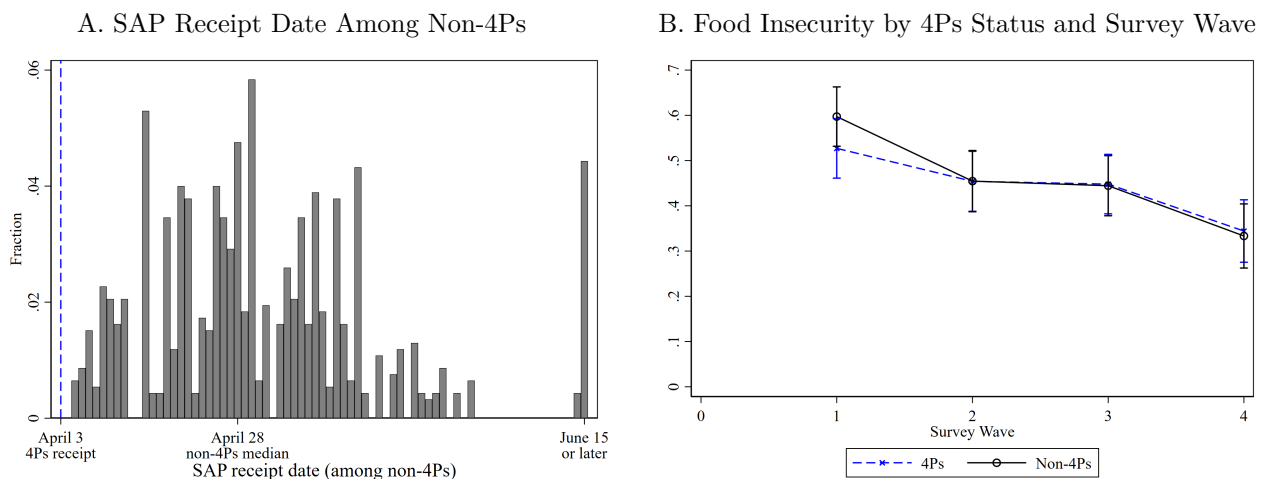 A. SAP Receipt Date Among Non-4Ps
.06
.04
.02
0
Fraction
April 3
4Ps receipt
April 28
non-4Ps median
June 15
or later
SAP receipt date (among non-4Ps)
B. Food Insecurity by 4Ps Status and Survey Wave
.7
.6
.5
.4
.3
.2
.1
0
0 1 2 3 4
Survey Wave
4Ps Non-4Ps